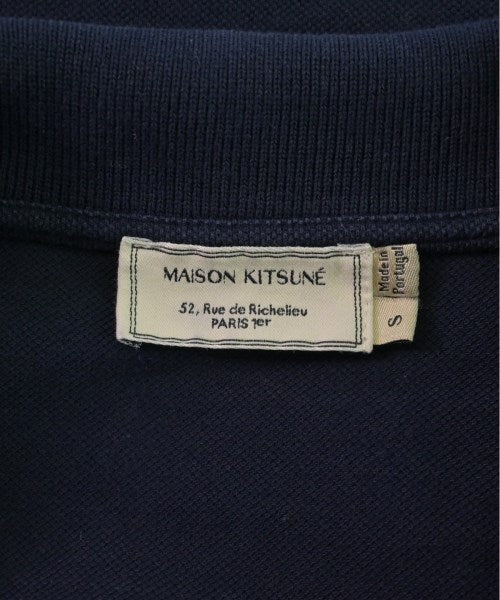 MAISON KITSUNÉ
52, Rue de Richelieu
PARIS 1er
Made in
Portugal
S